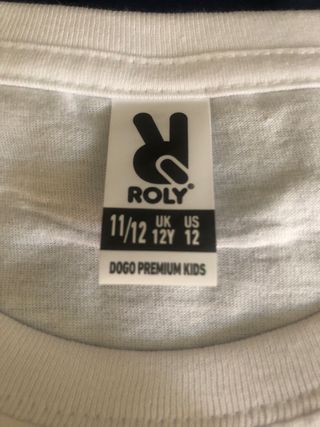 ROLY®
11/12 UK 12Y US 12
DOGO PREMIUM KIDS